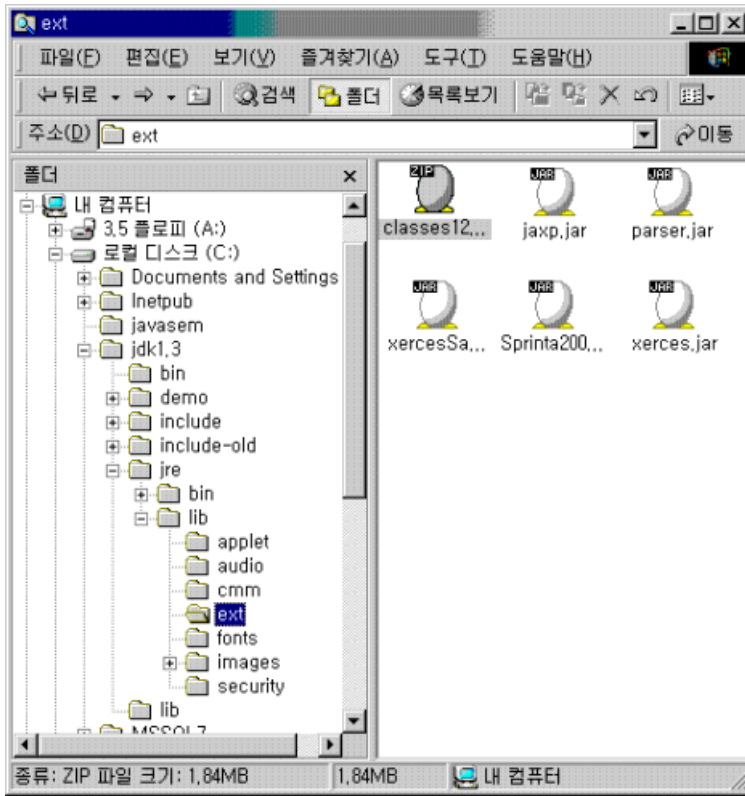 ext
파일(F) 편집(E) 보기(V) 즐겨찾기(A) 도구(T) 도움말(H)
뒤로 검색 폴더 목록보기
주소(D) ext 이동
폴더
내 컴퓨터
3.5 플로피 (A:)
로컬 디스크 (C:)
Documents and Settings
Inetpub
javasem
jdk1.3
bin
demo
include
include-old
jre
bin
lib
applet
audio
cmm
ext
fonts
images
security
lib
MSSQL7
ZIP JAR JAR
classes12... jaxp.jar parser.jar
JAR JAR JAR
xercesSa... Sprinta200... xerces.jar
종류: ZIP 파일 크기: 1.84MB 1.84MB 내 컴퓨터